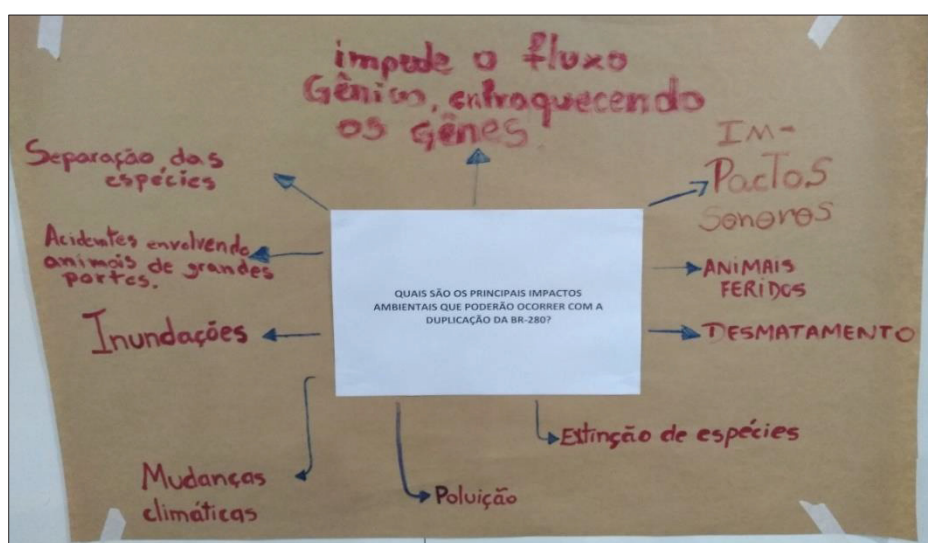 impede o fluxo
Gênico, enfraquecendo
os gênes.
Separação das
espécies
IM-
PacTos
Sonoros
Acidentes envolvendo
animais de grandes
portes.
ANIMAIS
FERIDOS
QUAIS SÃO OS PRINCIPAIS IMPACTOS
AMBIENTAIS QUE PODERÃO OCORRER COM A
DUPLICAÇÃO DA BR-280?
Inundações
DESMATAMENTO
Extinção de espécies
Mudanças
climáticas
Poluição